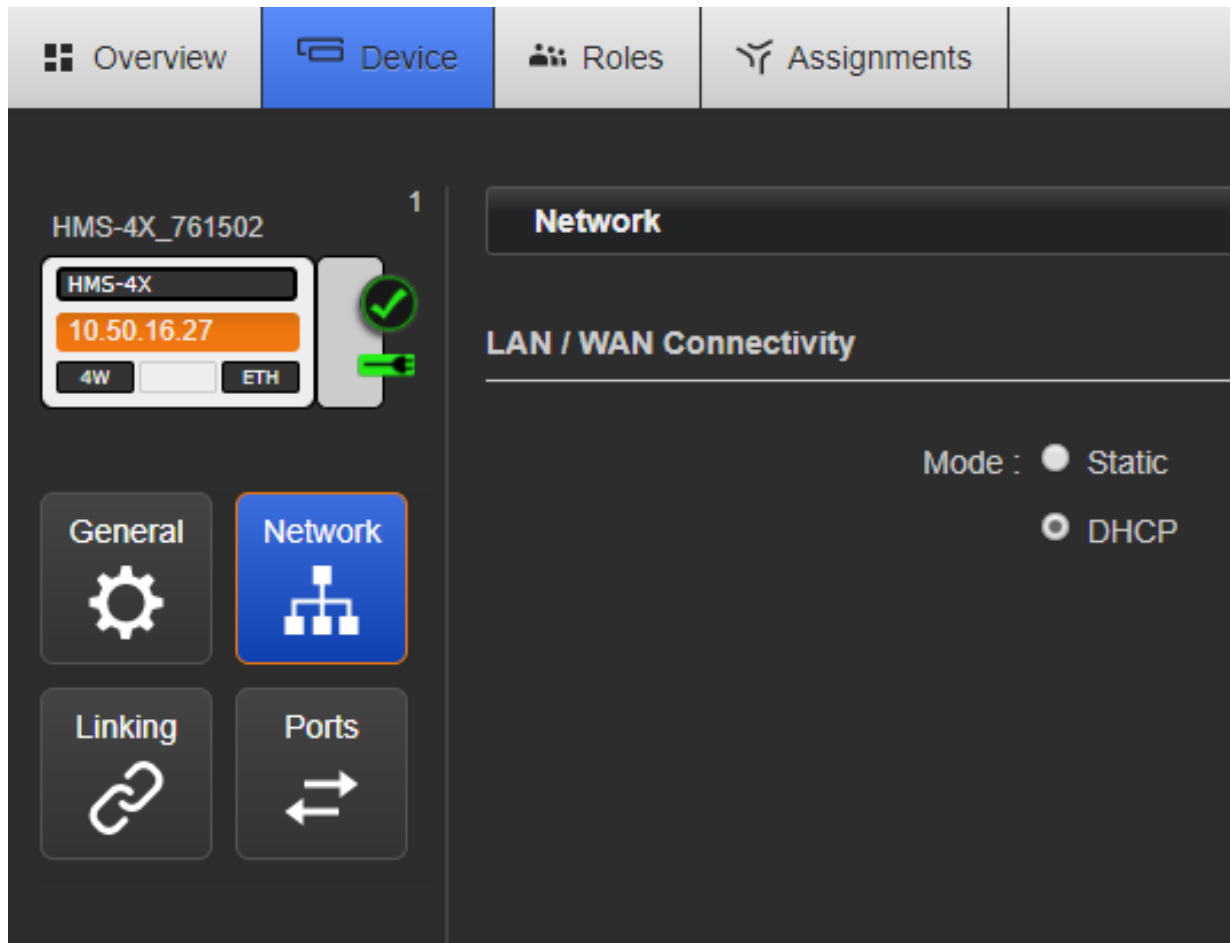 Overview Device Roles Assignments
1
HMS-4X_761502
HMS-4X
10.50.16.27
4W ETH
General Network
Linking Ports
Network
LAN / WAN Connectivity
Mode : Static
DHCP